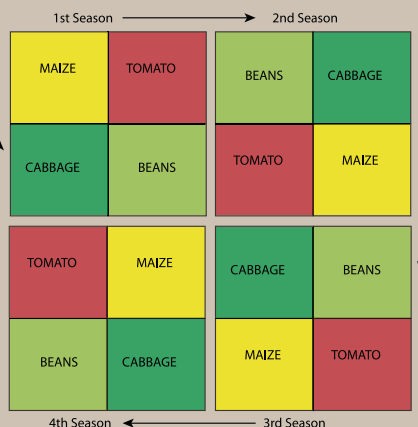 1st Season
2nd Season
MAIZE
TOMATO
CABBAGE
BEANS
BEANS
CABBAGE
TOMATO
MAIZE
TOMATO
MAIZE
BEANS
CABBAGE
CABBAGE
BEANS
MAIZE
TOMATO
4th Season
3rd Season